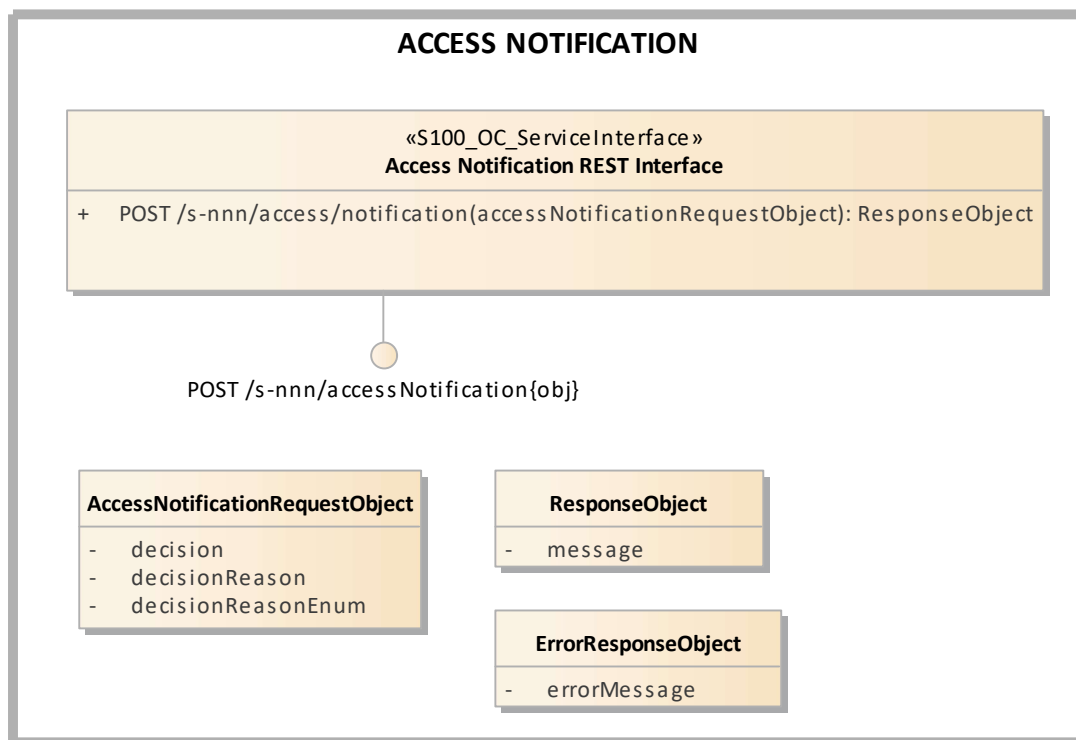 ACCESS NOTIFICATION
«S100_OC_ServiceInterface»
Access Notification REST Interface
+ POST /s-nnn/access/notification(accessNotificationRequestObject): ResponseObject
POST /s-nnn/accessNotification{obj}
AccessNotificationRequestObject
- decision
- decisionReason
- decisionReasonEnum
ResponseObject
- message
ErrorResponseObject
- errorMessage